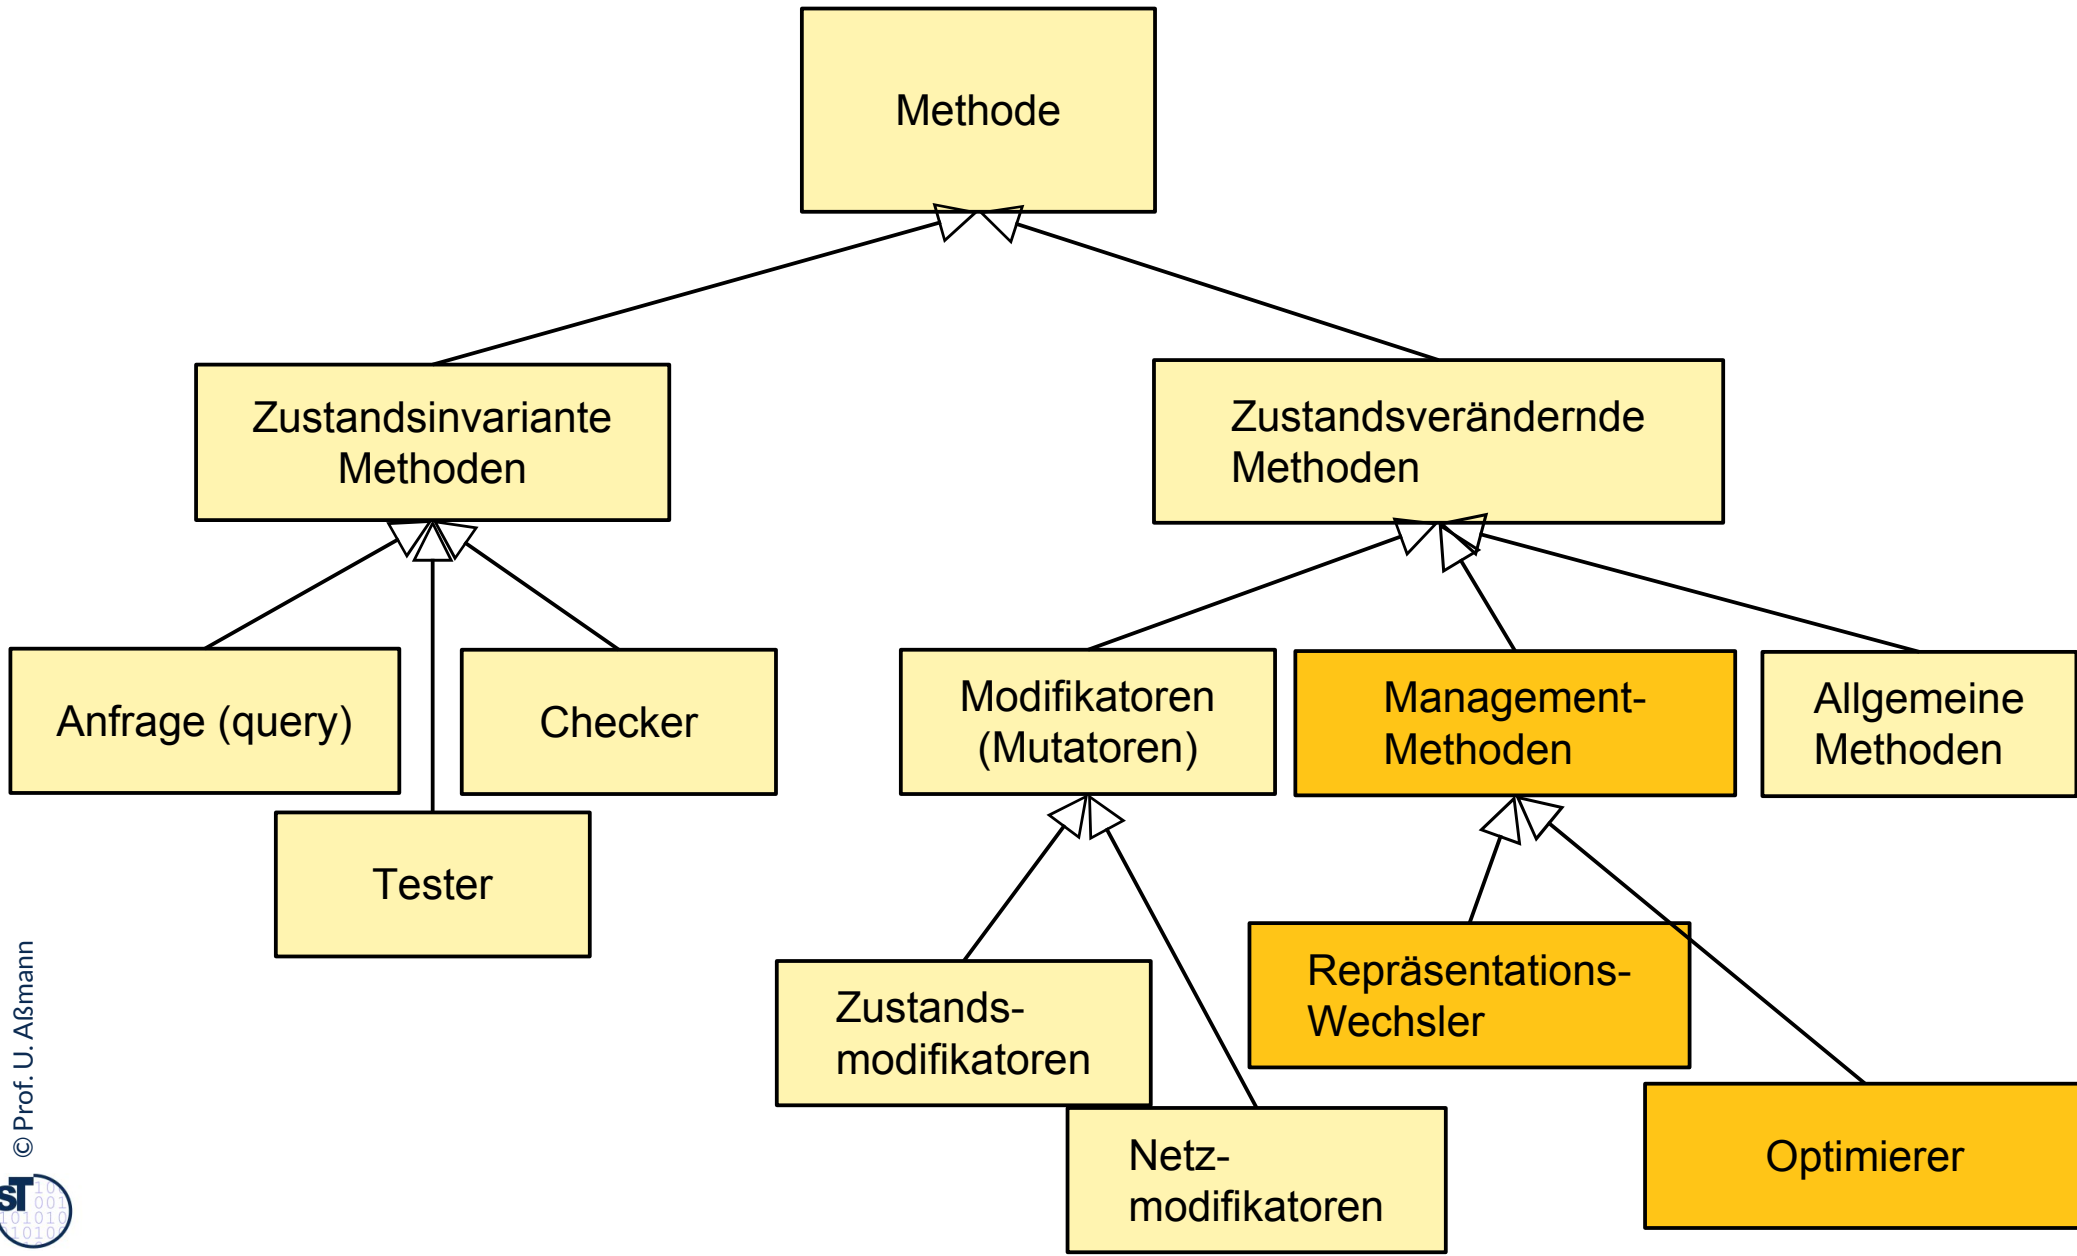 Methode
Zustandsinvariante
Methoden
Zustandsverändernde
Methoden
Anfrage (query)
Checker
Modifikatoren
(Mutatoren)
Management-
Methoden
Allgemeine
Methoden
Tester
Zustands-
modifikatoren
Repräsentations-
Wechsler
Netz-
modifikatoren
Optimierer
© Prof. U. Aßmann
ST